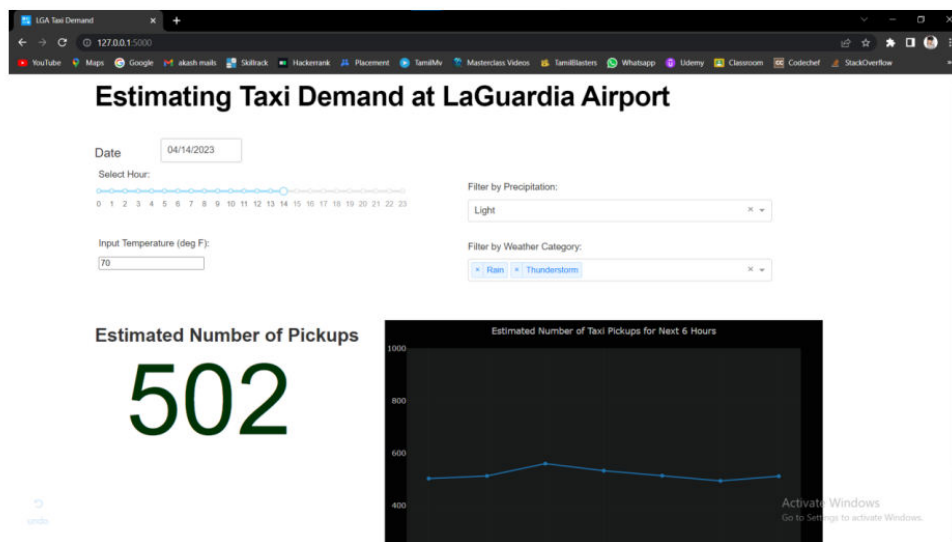 LGA Taxi Demand
127.0.0.1:5000
YouTube Maps Google akash mails Skillrack Hackerrank Placement TamilMv Masterclass Videos TamilBlasters Whatsapp Udemy Classroom Codechef StackOverflow
Estimating Taxi Demand at LaGuardia Airport
Date 04/14/2023
Select Hour:
0 1 2 3 4 5 6 7 8 9 10 11 12 13 14 15 16 17 18 19 20 21 22 23
Input Temperature (deg F):
70
Filter by Precipitation:
Light
Filter by Weather Category:
× Rain × Thunderstorm
Estimated Number of Pickups
502
Estimated Number of Taxi Pickups for Next 6 Hours
1000
800
600
400
undo
Activate Windows
Go to Settings to activate Windows.